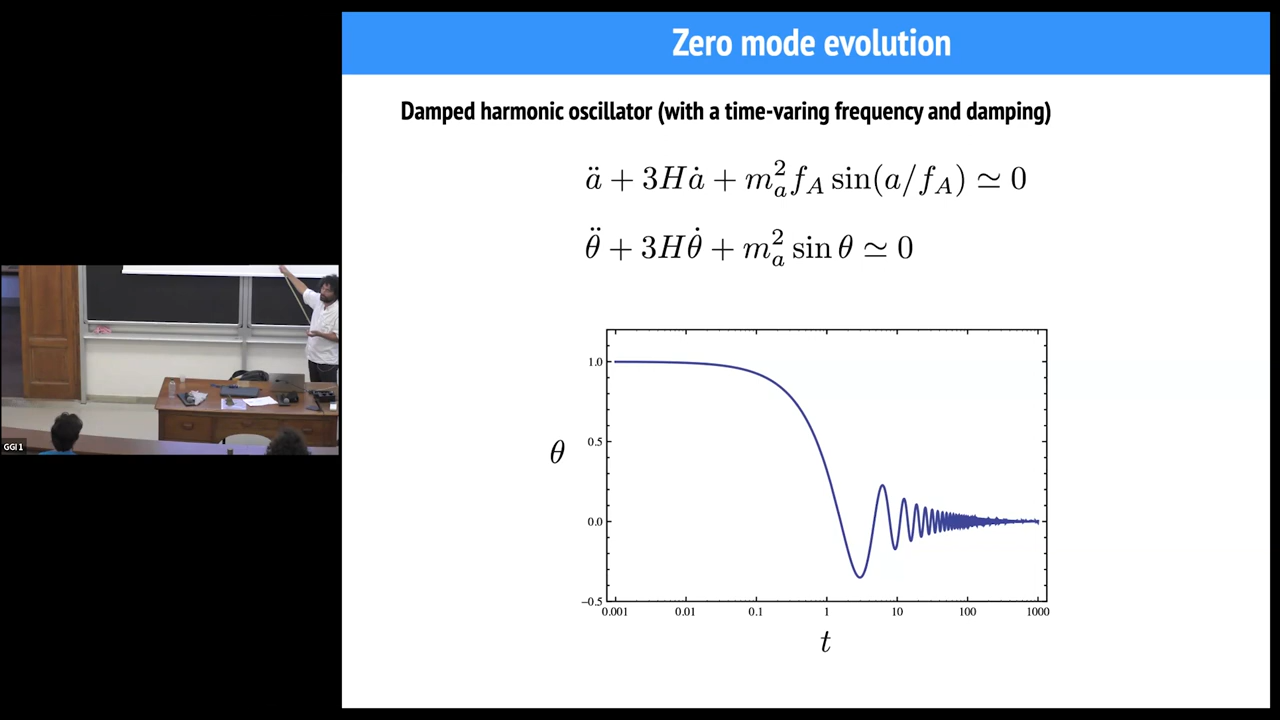 Zero mode evolution
Damped harmonic oscillator (with a time-varing frequency and damping)
ä + 3Hȧ + m_a^2 f_A sin(a/f_A) ≃ 0
θ̈ + 3Hθ̇ + m_a^2 sin θ ≃ 0
1.0
0.5
θ
0.0
−0.5
0.001 0.01 0.1 1 10 100 1000
t
GGI 1